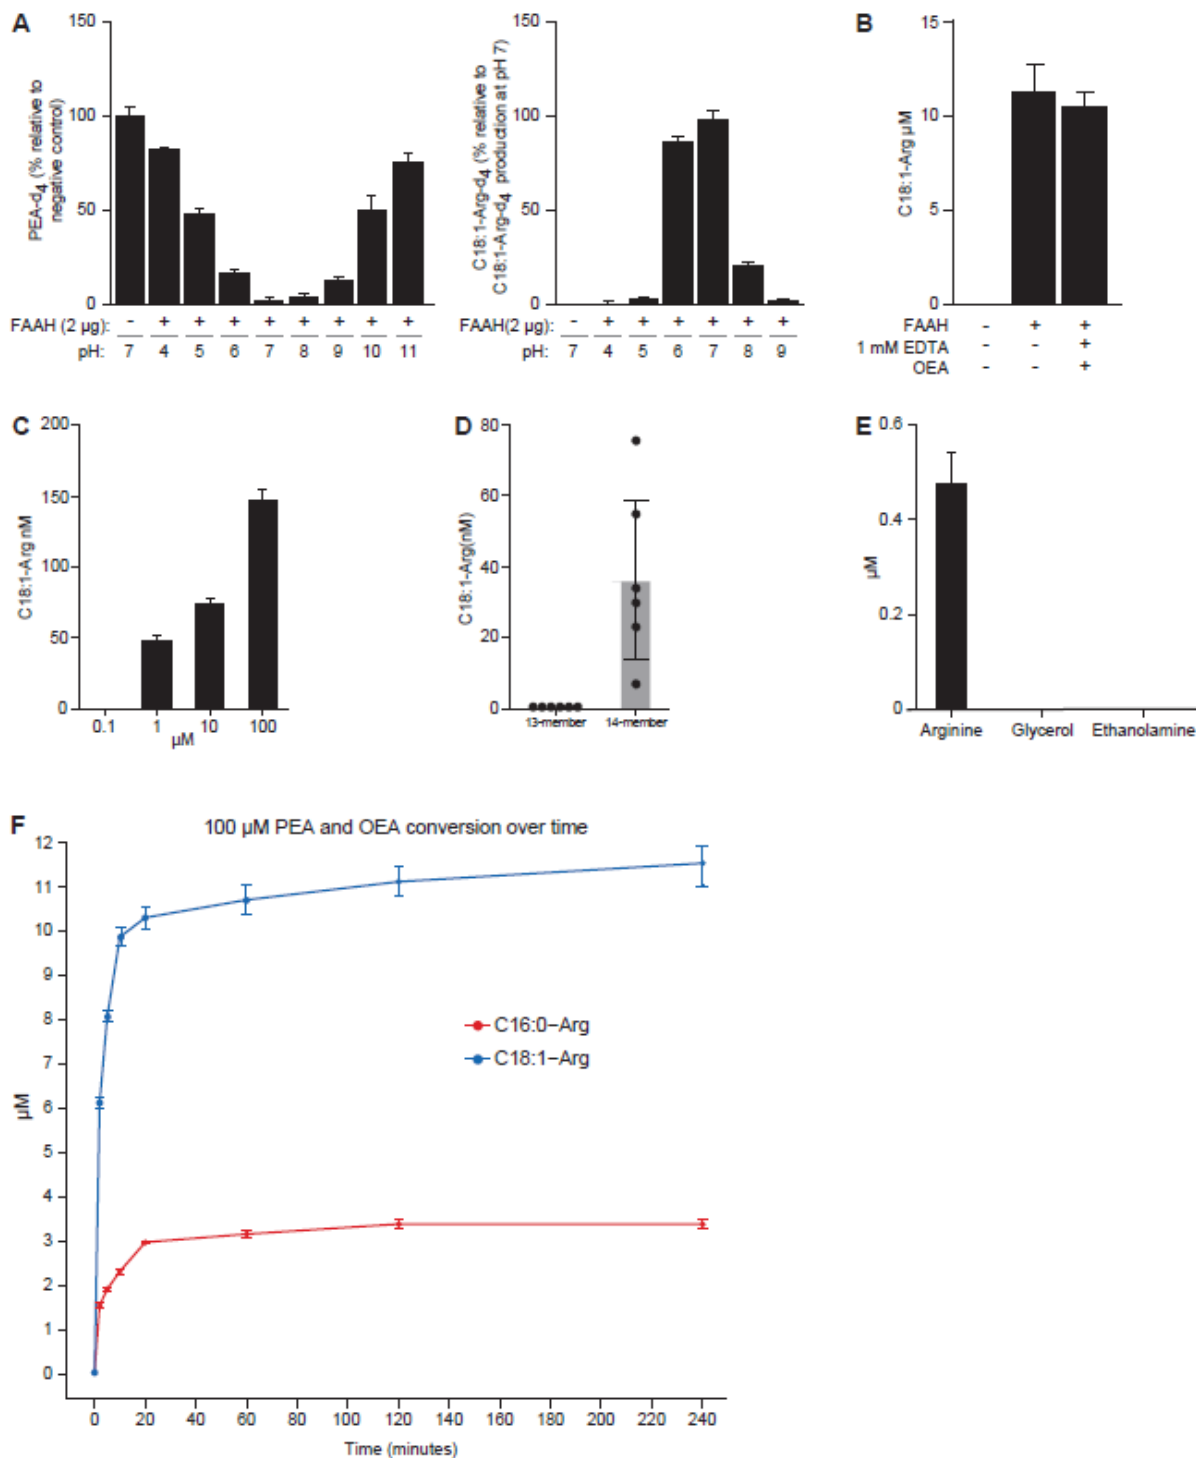 A
PEA-d4 (% relative to
negative control)
150
100
50
0
FAAH (2 µg): - + + + + + + + +
pH: 7 4 5 6 7 8 9 10 11
C18:1-Arg-d4 (% relative to
C18:1-Arg-d4 production at pH 7)
150
100
50
0
FAAH(2 µg): - + + + + + +
pH: 7 4 5 6 7 8 9
B
C18:1-Arg µM
15
10
5
0
FAAH - + +
1 mM EDTA - - +
OEA - - +
C
C18:1-Arg nM
200
150
100
50
0
0.1 1 10 100
µM
D
C18:1-Arg(nM)
80
60
40
20
0
13-member 14-member
E
µM
0.6
0.4
0.2
0
Arginine Glycerol Ethanolamine
F
100 µM PEA and OEA conversion over time
µM
12
11
10
9
8
7
6
5
4
3
2
1
0
C16:0–Arg
C18:1–Arg
0 20 40 60 80 100 120 140 160 180 200 220 240
Time (minutes)